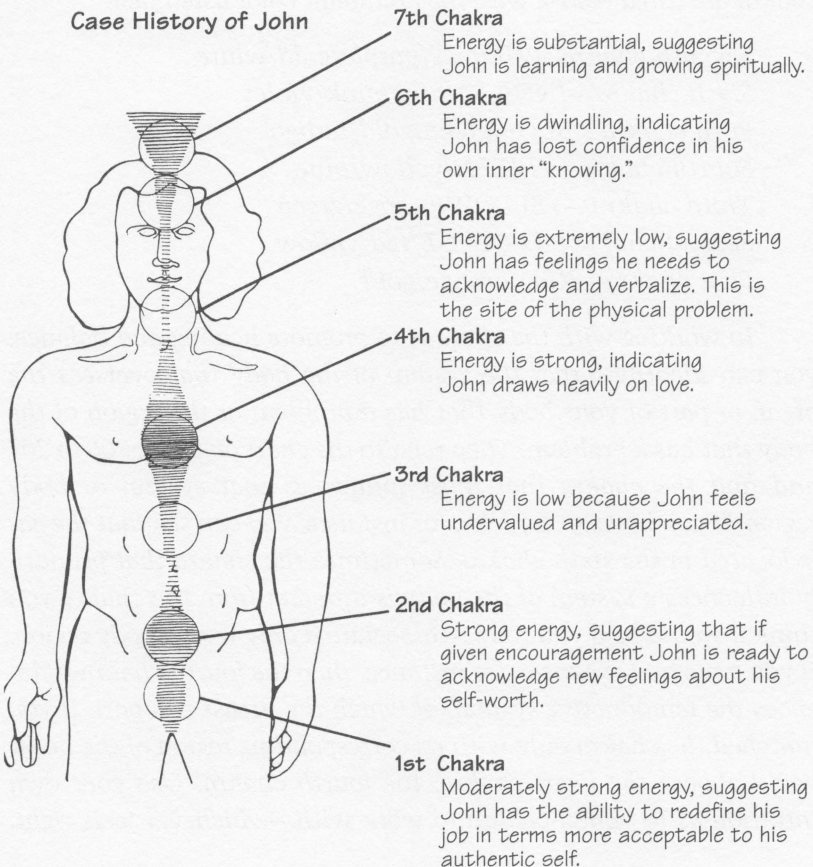 Case History of John
7th Chakra
Energy is substantial, suggesting
John is learning and growing spiritually.
6th Chakra
Energy is dwindling, indicating
John has lost confidence in his
own inner “knowing.”
5th Chakra
Energy is extremely low, suggesting
John has feelings he needs to
acknowledge and verbalize. This is
the site of the physical problem.
4th Chakra
Energy is strong, indicating
John draws heavily on love.
3rd Chakra
Energy is low because John feels
undervalued and unappreciated.
2nd Chakra
Strong energy, suggesting that if
given encouragement John is ready to
acknowledge new feelings about his
self-worth.
1st Chakra
Moderately strong energy, suggesting
John has the ability to redefine his
job in terms more acceptable to his
authentic self.